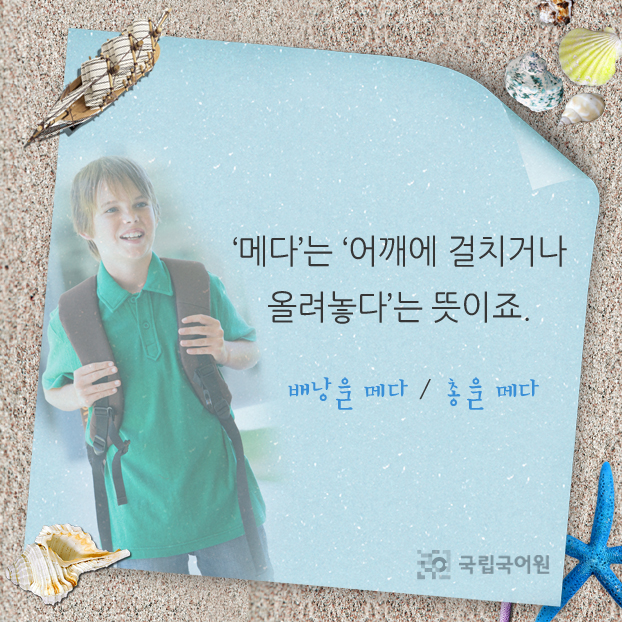 ‘메다’는 ‘어깨에 걸치거나
올려놓다’는 뜻이죠.
배낭을 메다 / 총을 메다
국립국어원